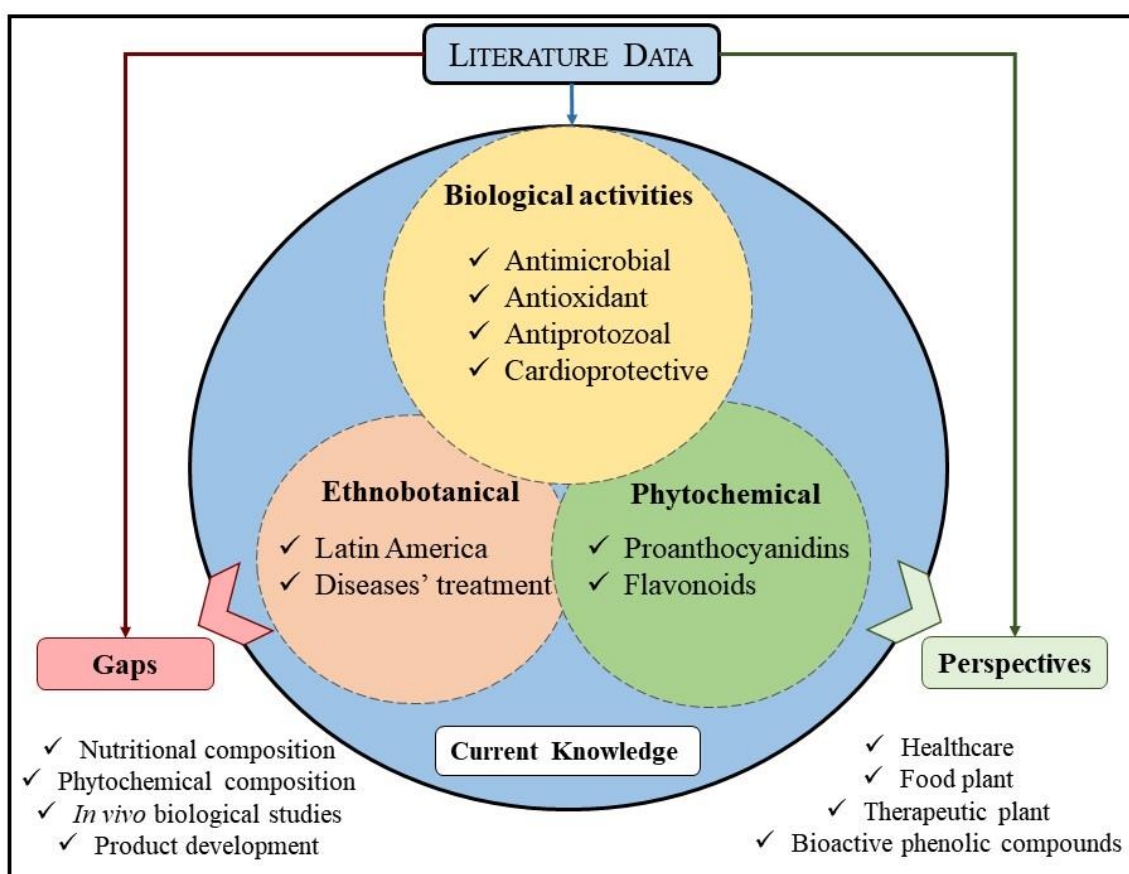 LITERATURE DATA
Biological activities
✓ Antimicrobial
✓ Antioxidant
✓ Antiprotozoal
✓ Cardioprotective
Ethnobotanical
✓ Latin America
✓ Diseases’ treatment
Phytochemical
✓ Proanthocyanidins
✓ Flavonoids
Current Knowledge
Gaps
✓ Nutritional composition
✓ Phytochemical composition
✓ In vivo biological studies
✓ Product development
Perspectives
✓ Healthcare
✓ Food plant
✓ Therapeutic plant
✓ Bioactive phenolic compounds